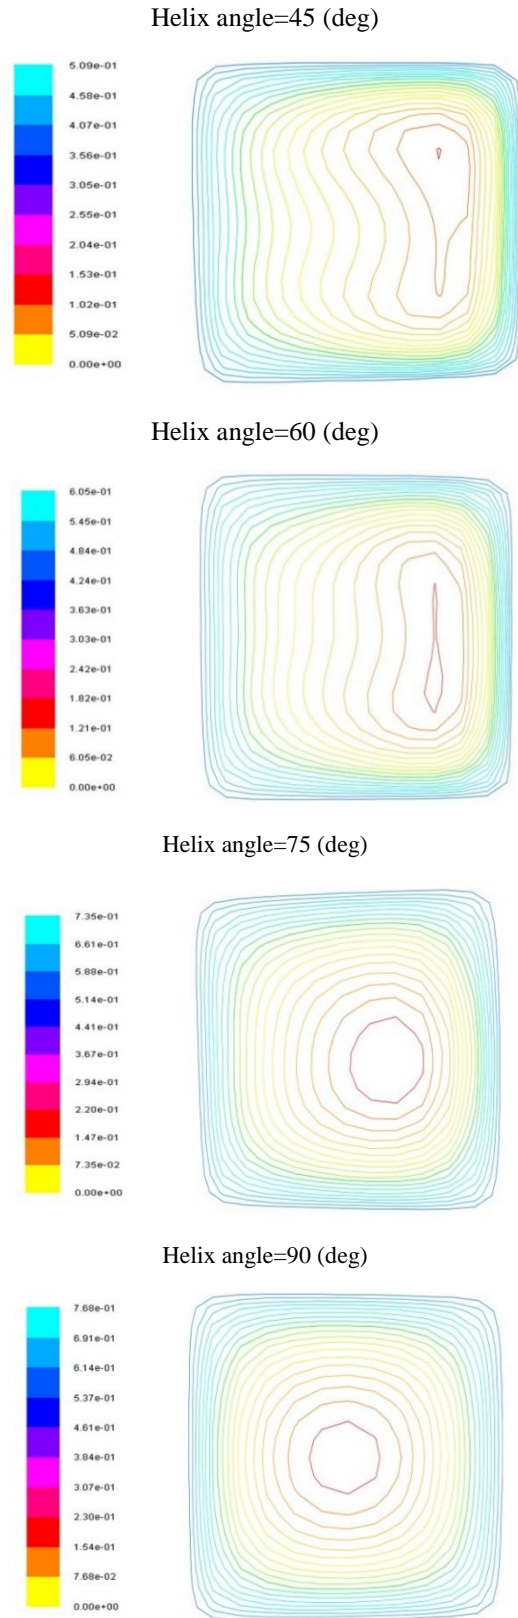 Helix angle=45 (deg)
5.09e-01
4.58e-01
4.07e-01
3.56e-01
3.05e-01
2.55e-01
2.04e-01
1.53e-01
1.02e-01
5.09e-02
0.00e+00
Helix angle=60 (deg)
6.05e-01
5.45e-01
4.84e-01
4.24e-01
3.63e-01
3.03e-01
2.42e-01
1.82e-01
1.21e-01
6.05e-02
0.00e+00
Helix angle=75 (deg)
7.35e-01
6.61e-01
5.88e-01
5.14e-01
4.41e-01
3.67e-01
2.94e-01
2.20e-01
1.47e-01
7.35e-02
0.00e+00
Helix angle=90 (deg)
7.68e-01
6.91e-01
6.14e-01
5.37e-01
4.61e-01
3.84e-01
3.07e-01
2.30e-01
1.54e-01
7.68e-02
0.00e+00